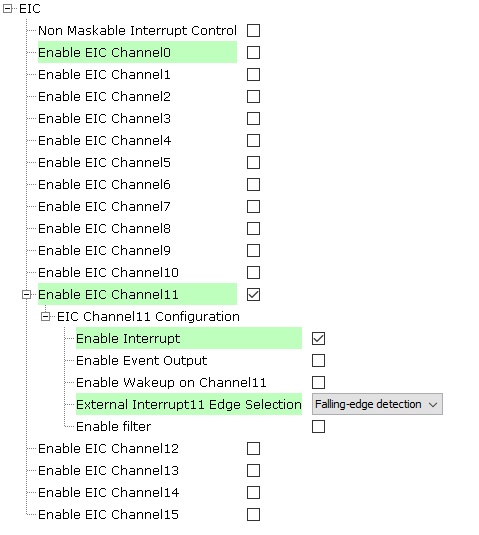 EIC
Non Maskable Interrupt Control
Enable EIC Channel0
Enable EIC Channel1
Enable EIC Channel2
Enable EIC Channel3
Enable EIC Channel4
Enable EIC Channel5
Enable EIC Channel6
Enable EIC Channel7
Enable EIC Channel8
Enable EIC Channel9
Enable EIC Channel10
Enable EIC Channel11
EIC Channel11 Configuration
Enable Interrupt
Enable Event Output
Enable Wakeup on Channel11
External Interrupt11 Edge Selection Falling-edge detection
Enable filter
Enable EIC Channel12
Enable EIC Channel13
Enable EIC Channel14
Enable EIC Channel15